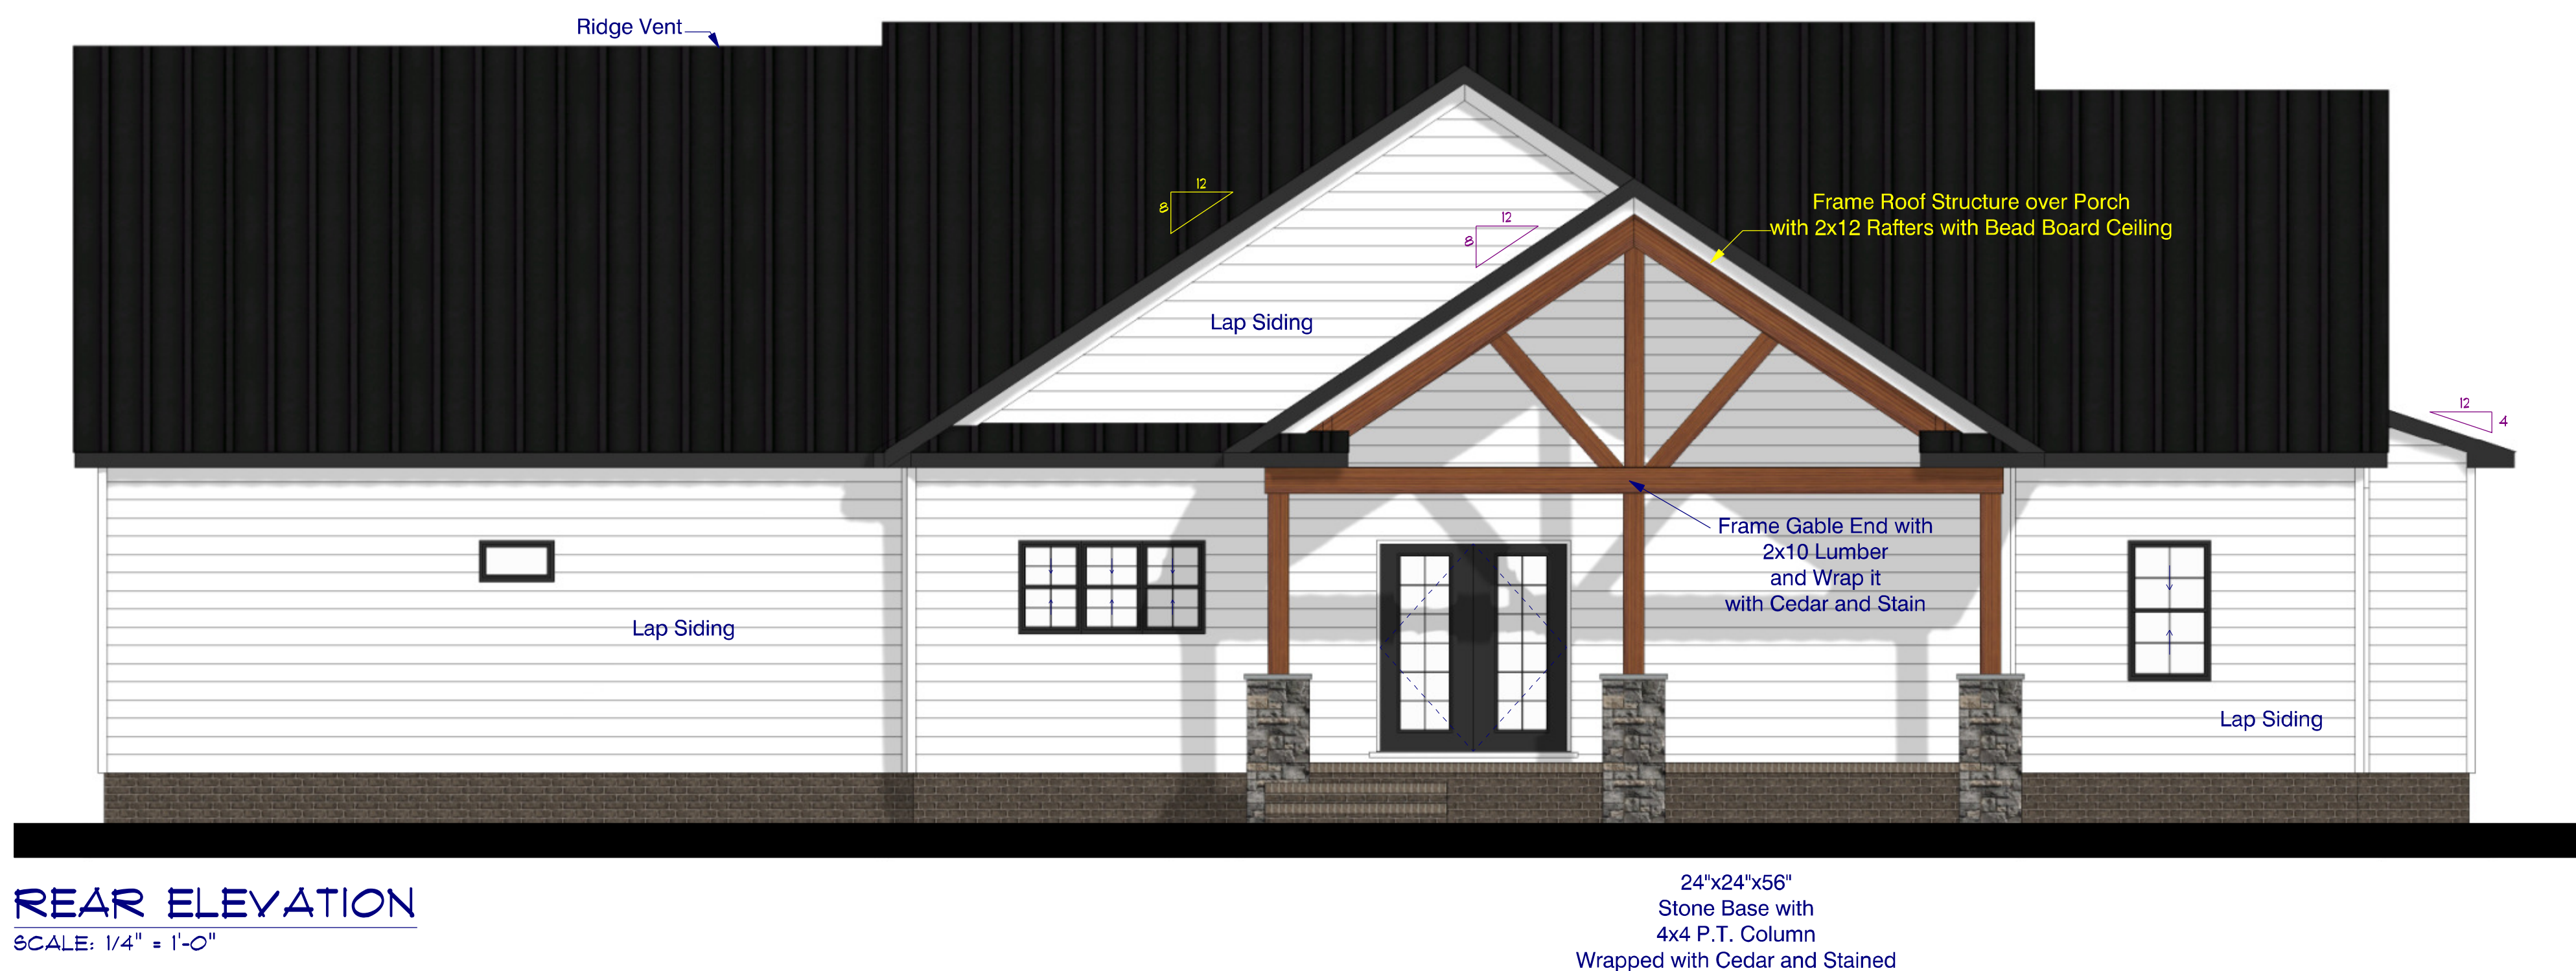 Ridge Vent
12
8
Frame Roof Structure over Porch
with 2x12 Rafters with Bead Board Ceiling
12
8
Lap Siding
12
4
Frame Gable End with
2x10 Lumber
and Wrap it
with Cedar and Stain
Lap Siding
Lap Siding
REAR ELEVATION
SCALE: 1/4" = 1'-0"
24"x24"x56"
Stone Base with
4x4 P.T. Column
Wrapped with Cedar and Stained